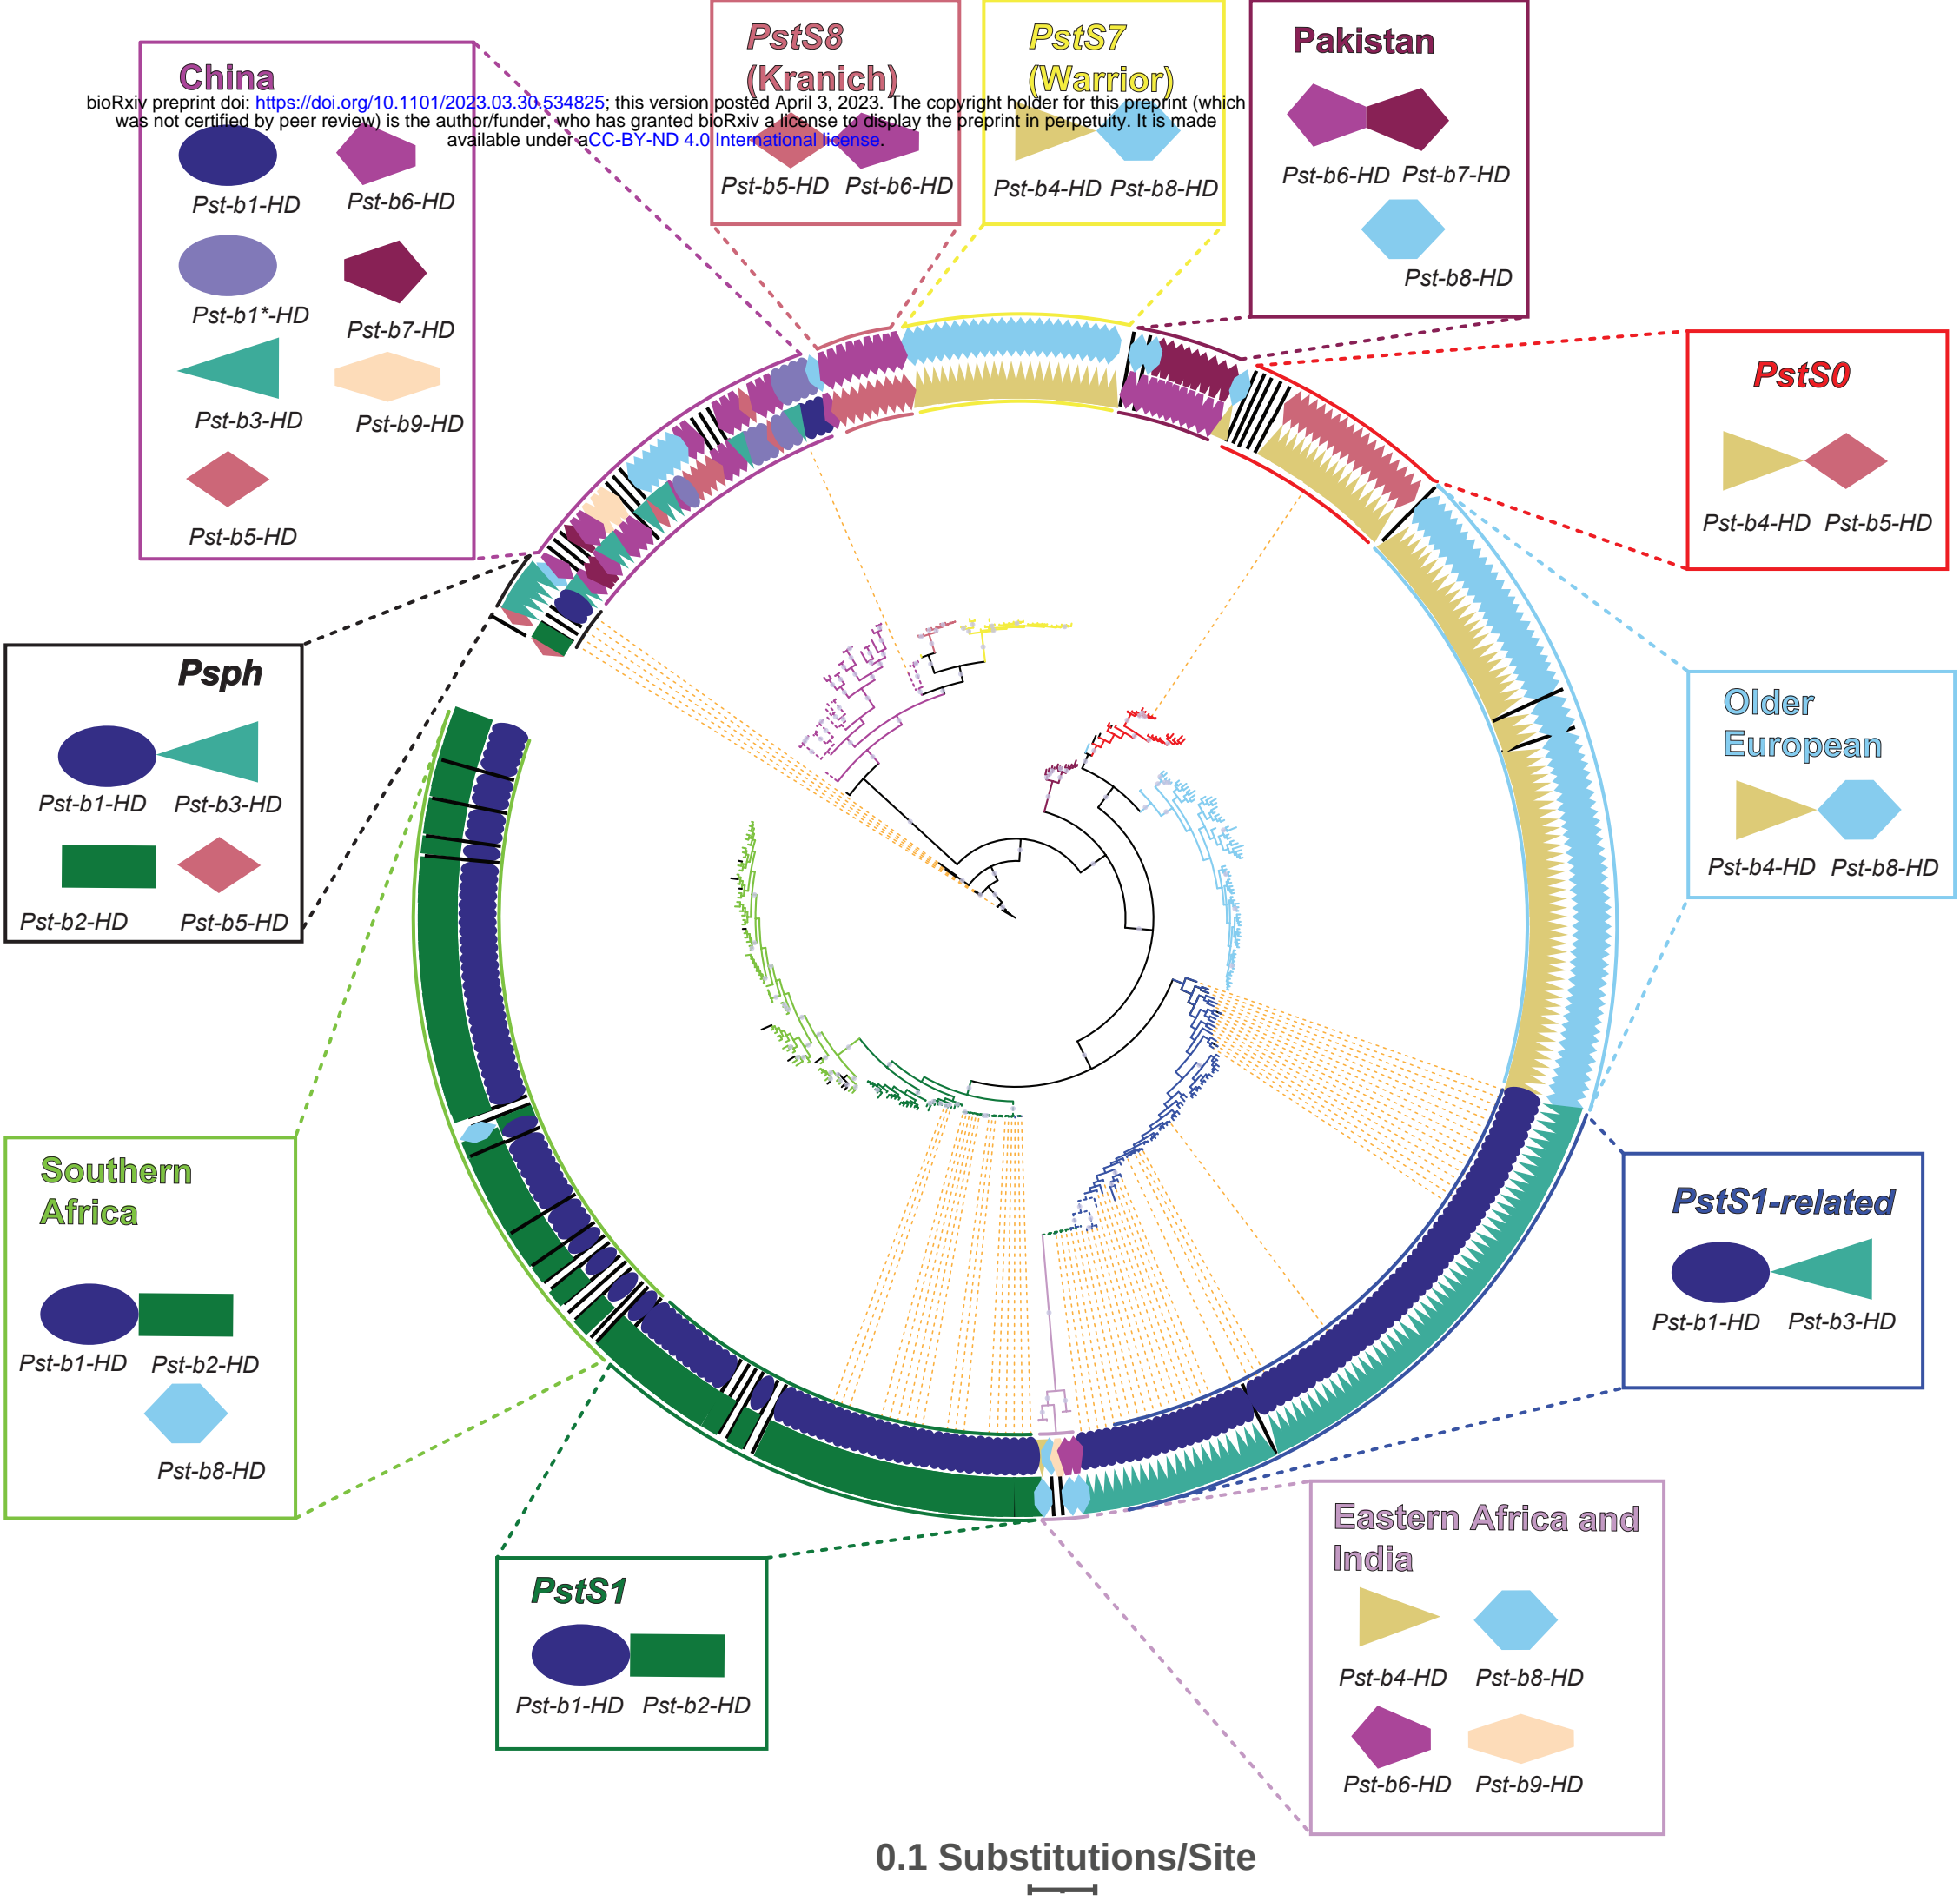 China
PstS8
(Kranich)
PstS7
(Warrior)
Pakistan
bioRxiv preprint doi: https://doi.org/10.1101/2023.03.30.534825; this version posted April 3, 2023. The copyright holder for this preprint (which
was not certified by peer review) is the author/funder, who has granted bioRxiv a license to display the preprint in perpetuity. It is made
available under aCC-BY-ND 4.0 International license.
Pst-b1-HD
Pst-b6-HD
Pst-b1*-HD
Pst-b7-HD
Pst-b3-HD
Pst-b9-HD
Pst-b5-HD
Pst-b5-HD
Pst-b6-HD
Pst-b4-HD
Pst-b8-HD
Pst-b6-HD
Pst-b7-HD
Pst-b8-HD
PstS0
Pst-b4-HD
Pst-b5-HD
Psph
Pst-b1-HD
Pst-b3-HD
Pst-b2-HD
Pst-b5-HD
Older
European
Pst-b4-HD
Pst-b8-HD
Southern
Africa
Pst-b1-HD
Pst-b2-HD
Pst-b8-HD
PstS1-related
Pst-b1-HD
Pst-b3-HD
PstS1
Pst-b1-HD
Pst-b2-HD
Eastern Africa and
India
Pst-b4-HD
Pst-b8-HD
Pst-b6-HD
Pst-b9-HD
0.1 Substitutions/Site